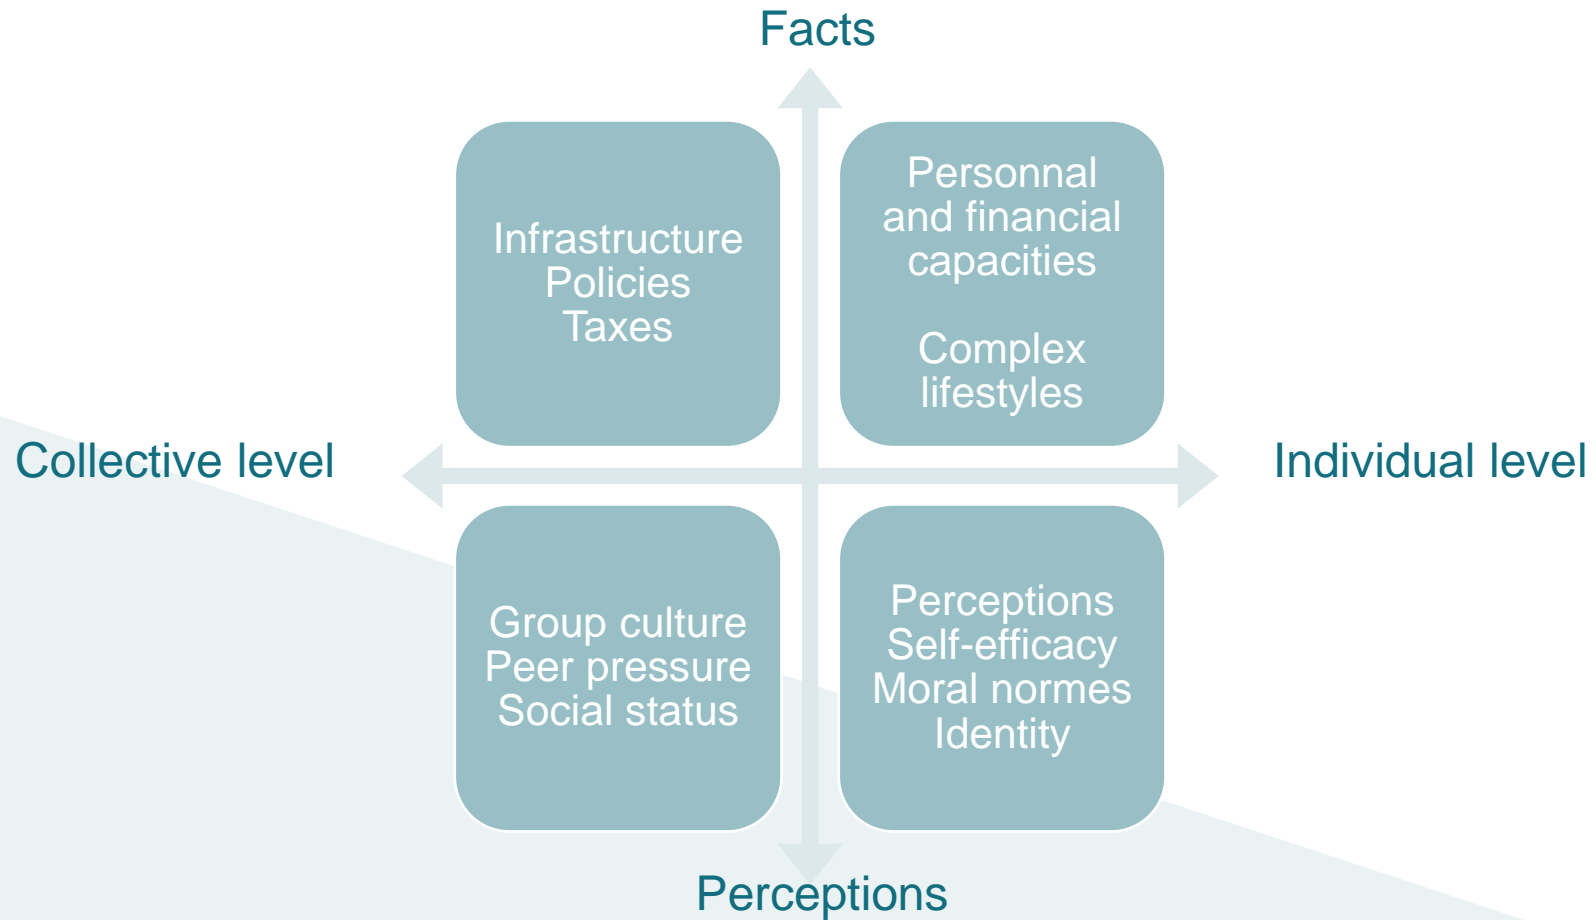 Facts
Infrastructure
Policies
Taxes
Personnal
and financial
capacities
Complex
lifestyles
Collective level
Individual level
Group culture
Peer pressure
Social status
Perceptions
Self-efficacy
Moral normes
Identity
Perceptions